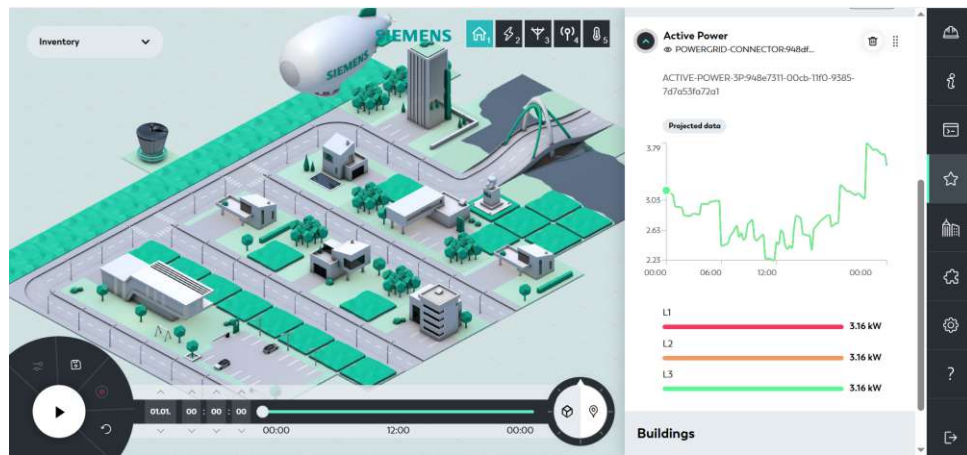 Inventory
SIEMENS
1 2 3 4 5
SIEMENS
Active Power
POWERGRID-CONNECTOR:948df...
ACTIVE-POWER-3P:948e7311-00cb-11f0-9385-
7d7a53fa72a1
Projected data
3.79
3.03
2.63
2.23
00:00 06:00 12:00 00:00
L1
3.16 kW
L2
3.16 kW
L3
3.16 kW
Buildings
01.01. 00 : 00 : 00
00:00 12:00 00:00
?